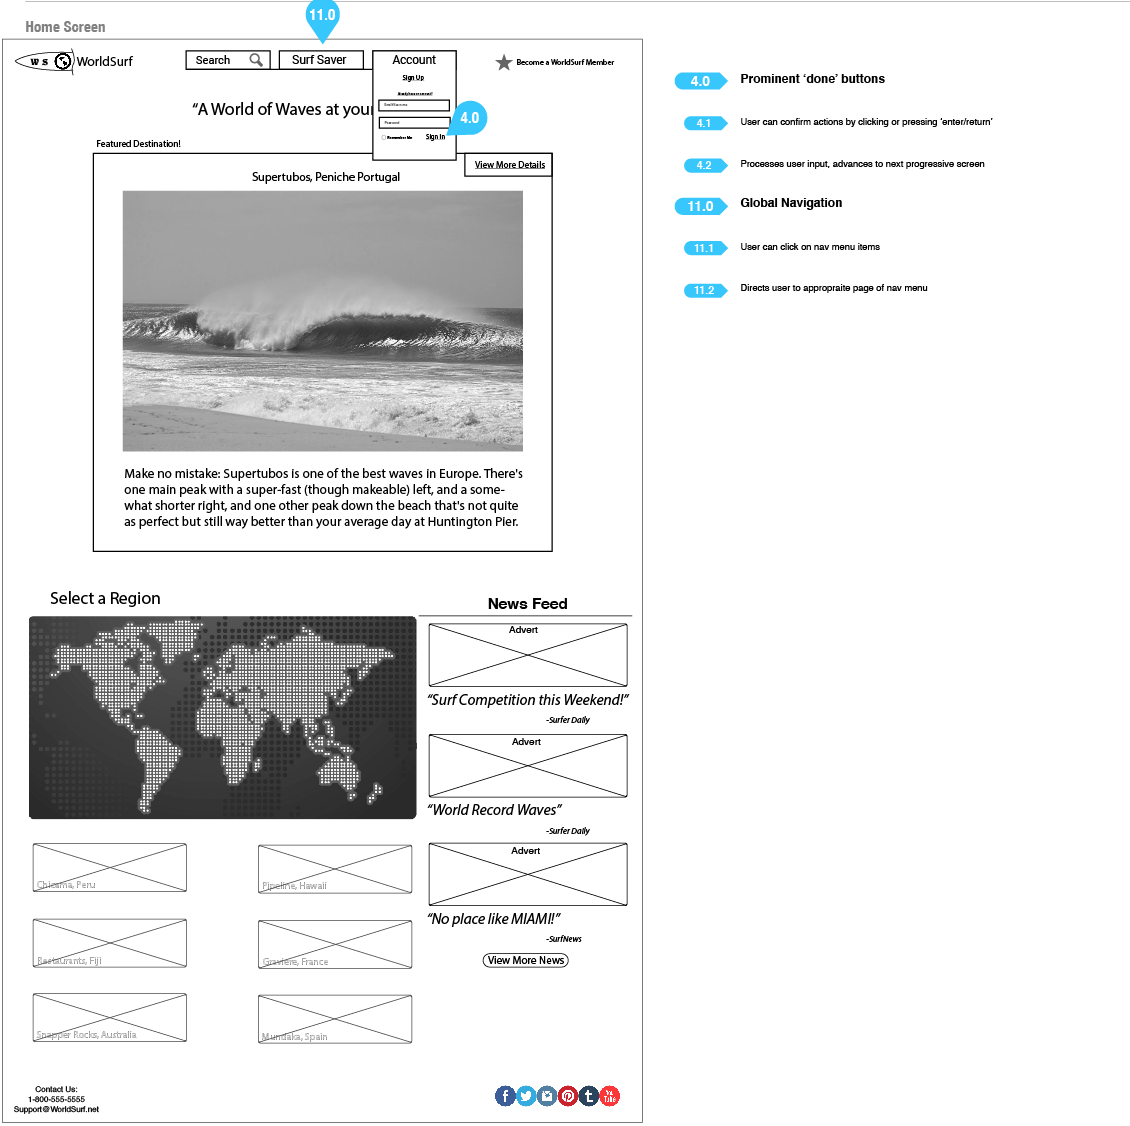 11.0
Home Screen
W S WorldSurf
Search
Surf Saver
Account
Become a WorldSurf Member
Sign Up
"A World of Waves at your
Password
Remember Me
Sign In
4.0
Featured Destination!
View More Details
Supertubos, Peniche Portugal
Make no mistake: Supertubos is one of the best waves in Europe. There's
one main peak with a super-fast (though makeable) left, and a some-
what shorter right, and one other peak down the beach that's not quite
as perfect but still way better than your average day at Huntington Pier.
Select a Region
News Feed
Advert
"Surf Competition this Weekend!"
-Surfer Daily
Advert
"World Record Waves"
-Surfer Daily
Advert
"No place like MIAMI!"
-SurfNews
View More News
Chicama, Peru
Pipeline, Hawaii
Restaurants, Fiji
Graviere, France
Snapper Rocks, Australia
Mundaka, Spain
Contact Us:
1-800-555-5555
Support@WorldSurf.net
You Tube
4.0 Prominent 'done' buttons
4.1 User can confirm actions by clicking or pressing 'enter/return'
4.2 Processes user input, advances to next progressive screen
11.0 Global Navigation
11.1 User can click on nav menu items
11.2 Directs user to appropraite page of nav menu